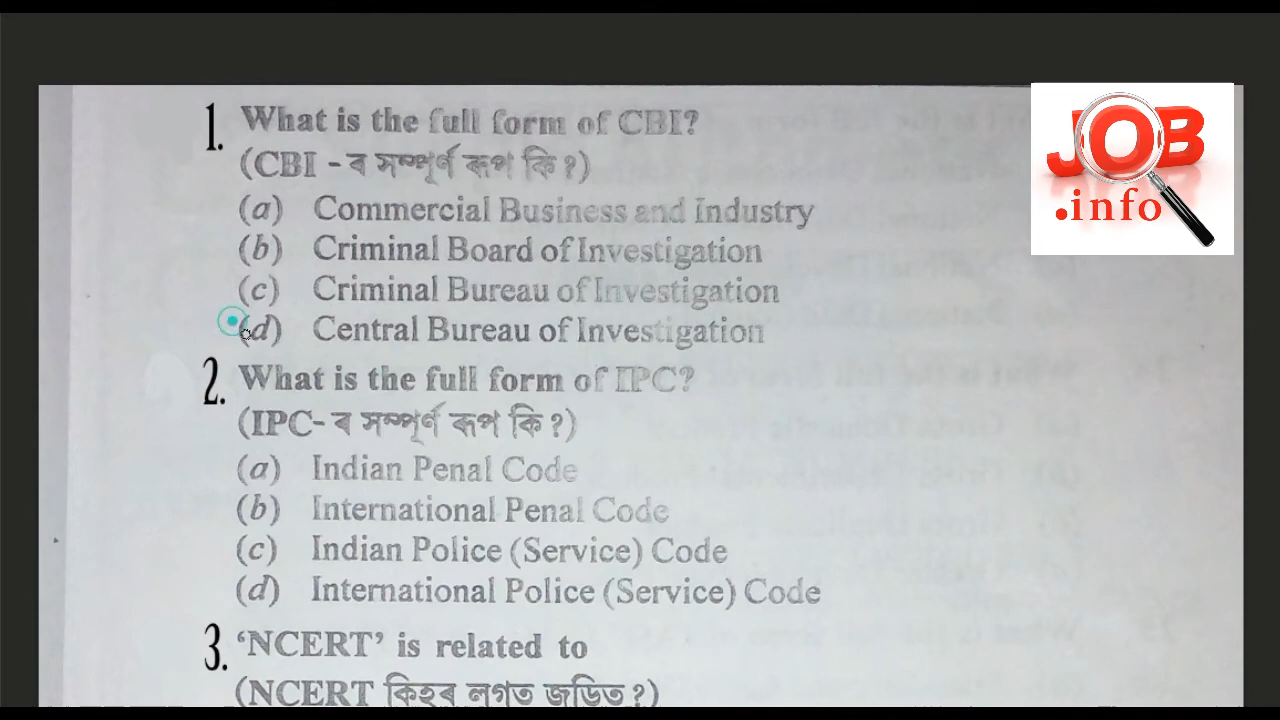 1. What is the full form of CBI?
(CBI - ৰ সম্পূৰ্ণ ৰূপ কি ?)
(a) Commercial Business and Industry
(b) Criminal Board of Investigation
(c) Criminal Bureau of Investigation
(d) Central Bureau of Investigation
2. What is the full form of IPC?
(IPC- ৰ সম্পূৰ্ণ ৰূপ কি ?)
(a) Indian Penal Code
(b) International Penal Code
(c) Indian Police (Service) Code
(d) International Police (Service) Code
3. ‘NCERT’ is related to
(NCERT কিহৰ লগত জড়িত ?)
JOB
.info